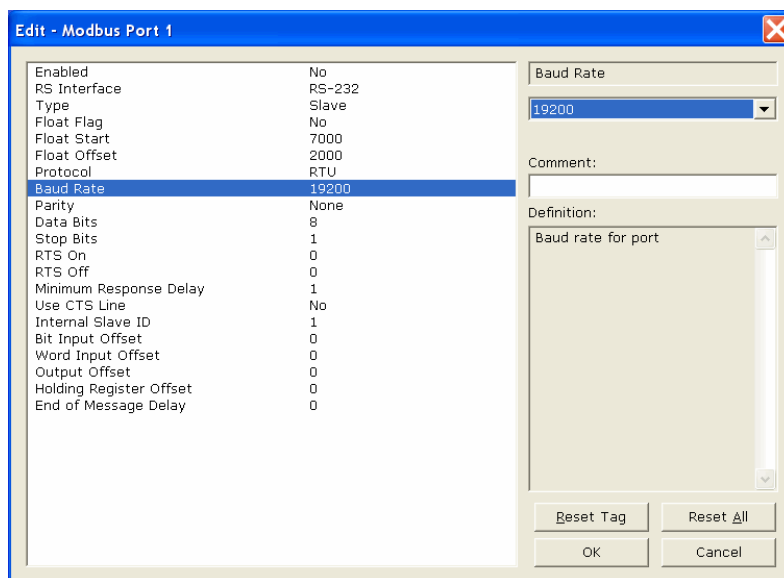 Edit - Modbus Port 1
Enabled No
RS Interface RS-232
Type Slave
Float Flag No
Float Start 7000
Float Offset 2000
Protocol RTU
Baud Rate 19200
Parity None
Data Bits 8
Stop Bits 1
RTS On 0
RTS Off 0
Minimum Response Delay 1
Use CTS Line No
Internal Slave ID 1
Bit Input Offset 0
Word Input Offset 0
Output Offset 0
Holding Register Offset 0
End of Message Delay 0
Baud Rate
19200
Comment:
Definition:
Baud rate for port
Reset Tag
Reset All
OK
Cancel